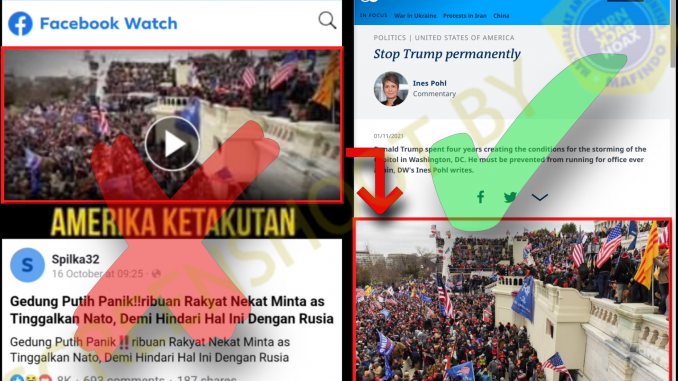 Facebook Watch
AMERIKA KETAKUTAN
S
Spilka32
16 October at 09:25
Gedung Putih Panik!!ribuan Rakyat Nekat Minta as
Tinggalkan Nato, Demi Hindari Hal Ini Dengan Rusia
Gedung Putih Panik‼️ribuan Rakyat Nekat Minta as
Tinggalkan Nato, Demi Hindari Hal Ini Dengan Rusia
8K · 693 comments · 187 shares
IN FOCUS War in Ukraine Protests in Iran China
POLITICS | UNITED STATES OF AMERICA
Stop Trump permanently
Ines Pohl
Commentary
01/11/2021
Donald Trump spent four years creating the conditions for the storming of the
Capitol in Washington, DC. He must be prevented from running for office ever
again, DW's Ines Pohl writes.
TURN BACK HOAX
MAFINDO
SCREENSHOT BY